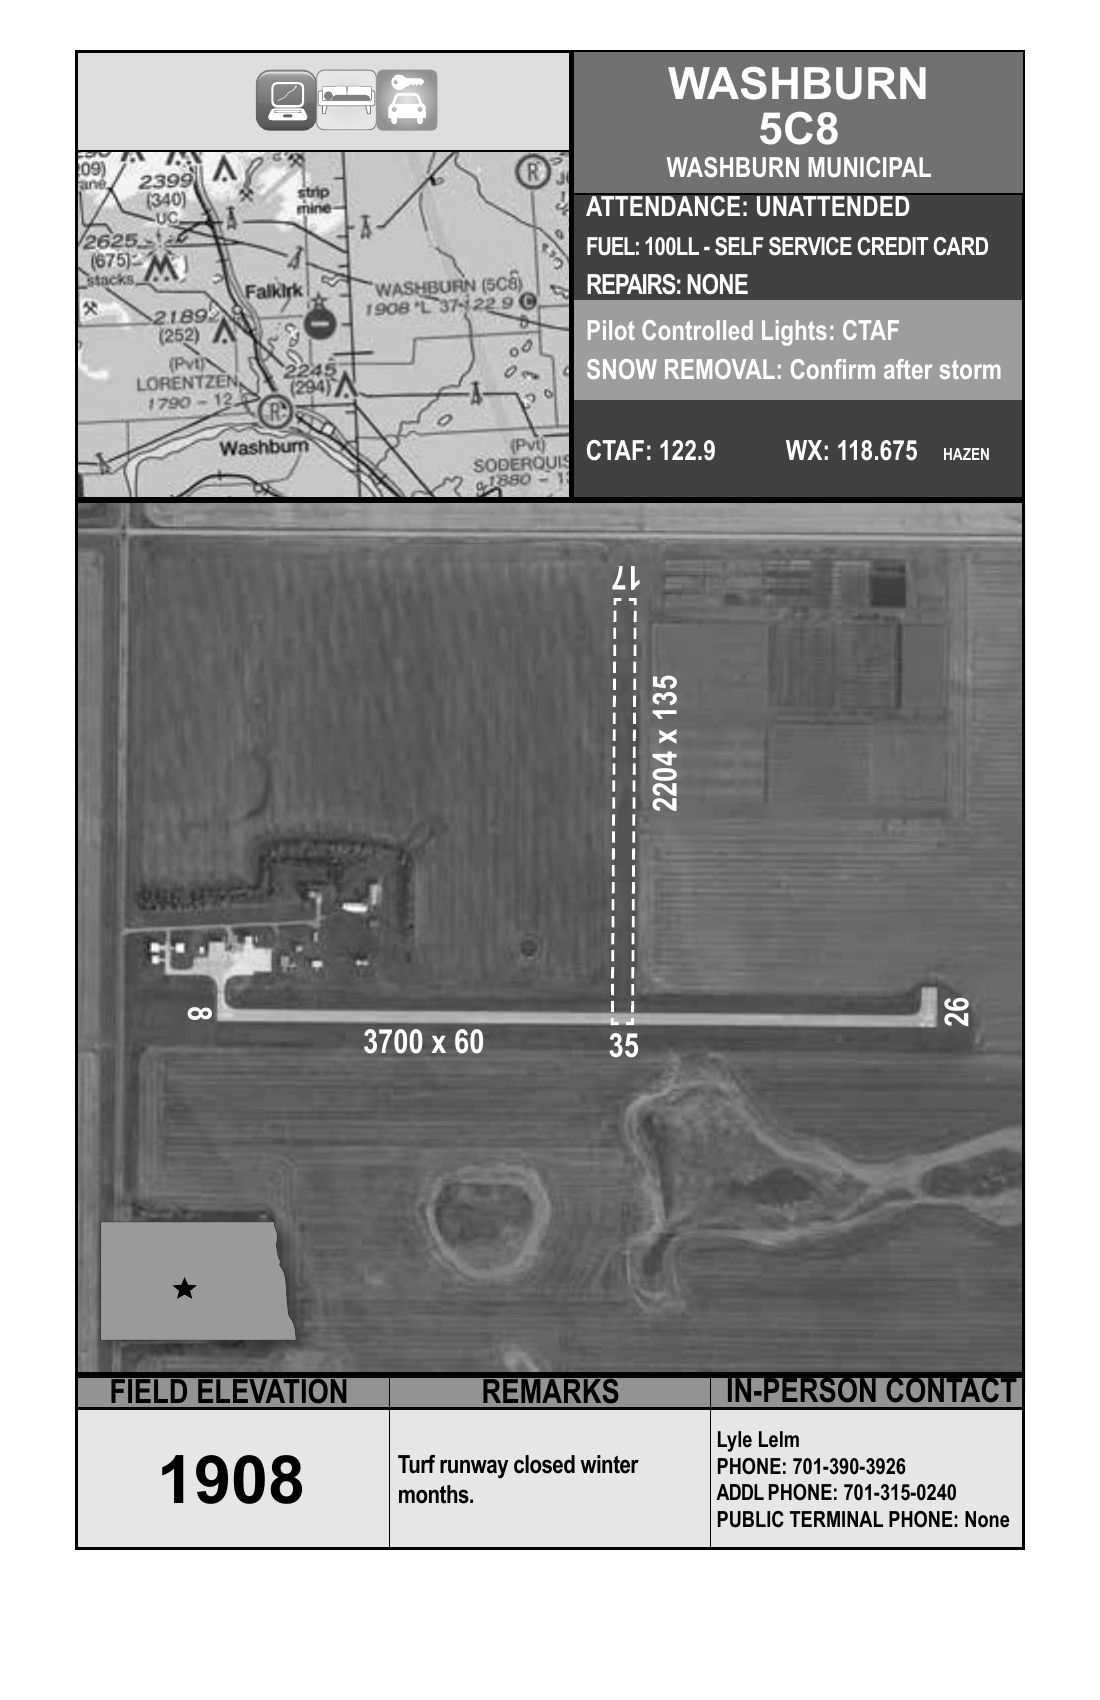 WASHBURN
5C8
WASHBURN MUNICIPAL
ATTENDANCE: UNATTENDED
FUEL: 100LL - SELF SERVICE CREDIT CARD
REPAIRS: NONE
Pilot Controlled Lights: CTAF
SNOW REMOVAL: Confirm after storm
CTAF: 122.9 WX: 118.675 HAZEN
09)
2399
(340)
UC
strip
mine
R
2625
(675)
stacks
Falkirk
WASHBURN (5C8)
1908 *L 37 122.9 C
2189
(252)
(Pvt)
LORENTZEN
1790 - 12
2245
(294)
R
Washburn
(Pvt)
SODERQUIS
1880 - 1
17
2204 x 135
8
26
3700 x 60
35
FIELD ELEVATION
REMARKS
IN-PERSON CONTACT
1908
Turf runway closed winter
months.
Lyle Lelm
PHONE: 701-390-3926
ADDL PHONE: 701-315-0240
PUBLIC TERMINAL PHONE: None